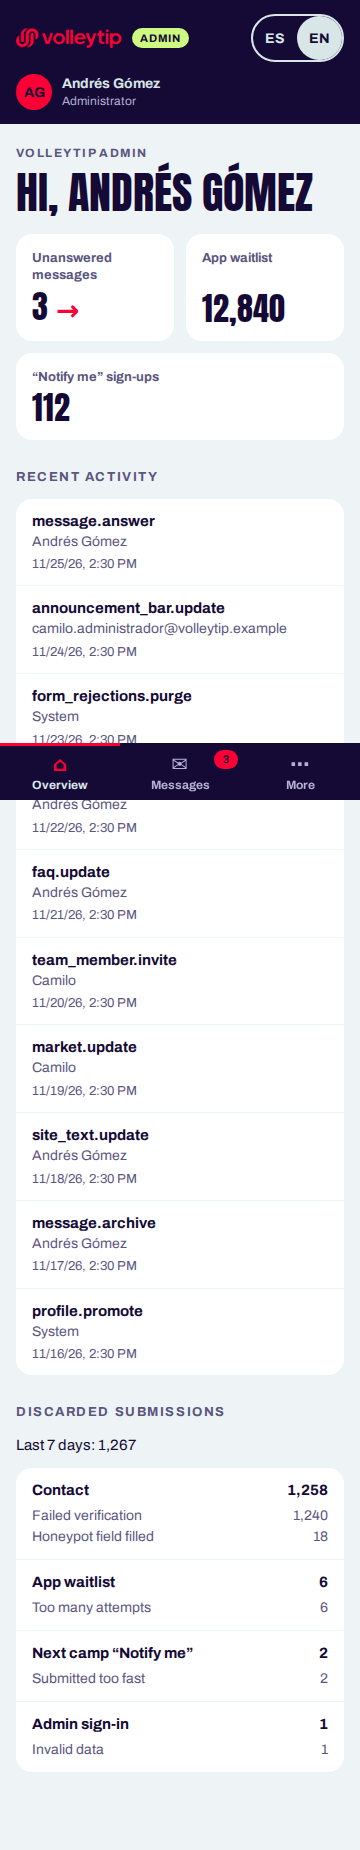 volleytip ADMIN ES EN
AG Andrés Gómez
Administrator
VOLLEYTIP ADMIN
HI, ANDRÉS GÓMEZ
Unanswered
messages
3 →
App waitlist
12,840
“Notify me” sign-ups
112
RECENT ACTIVITY
message.answer
Andrés Gómez
11/25/26, 2:30 PM
announcement_bar.update
camilo.administrador@volleytip.example
11/24/26, 2:30 PM
form_rejections.purge
System
11/23/26, 2:30 PM
3
Overview Messages More
Andrés Gómez
11/22/26, 2:30 PM
faq.update
Andrés Gómez
11/21/26, 2:30 PM
team_member.invite
Camilo
11/20/26, 2:30 PM
market.update
Camilo
11/19/26, 2:30 PM
site_text.update
Andrés Gómez
11/18/26, 2:30 PM
message.archive
Andrés Gómez
11/17/26, 2:30 PM
profile.promote
System
11/16/26, 2:30 PM
DISCARDED SUBMISSIONS
Last 7 days: 1,267
Contact 1,258
Failed verification 1,240
Honeypot field filled 18
App waitlist 6
Too many attempts 6
Next camp “Notify me” 2
Submitted too fast 2
Admin sign-in 1
Invalid data 1